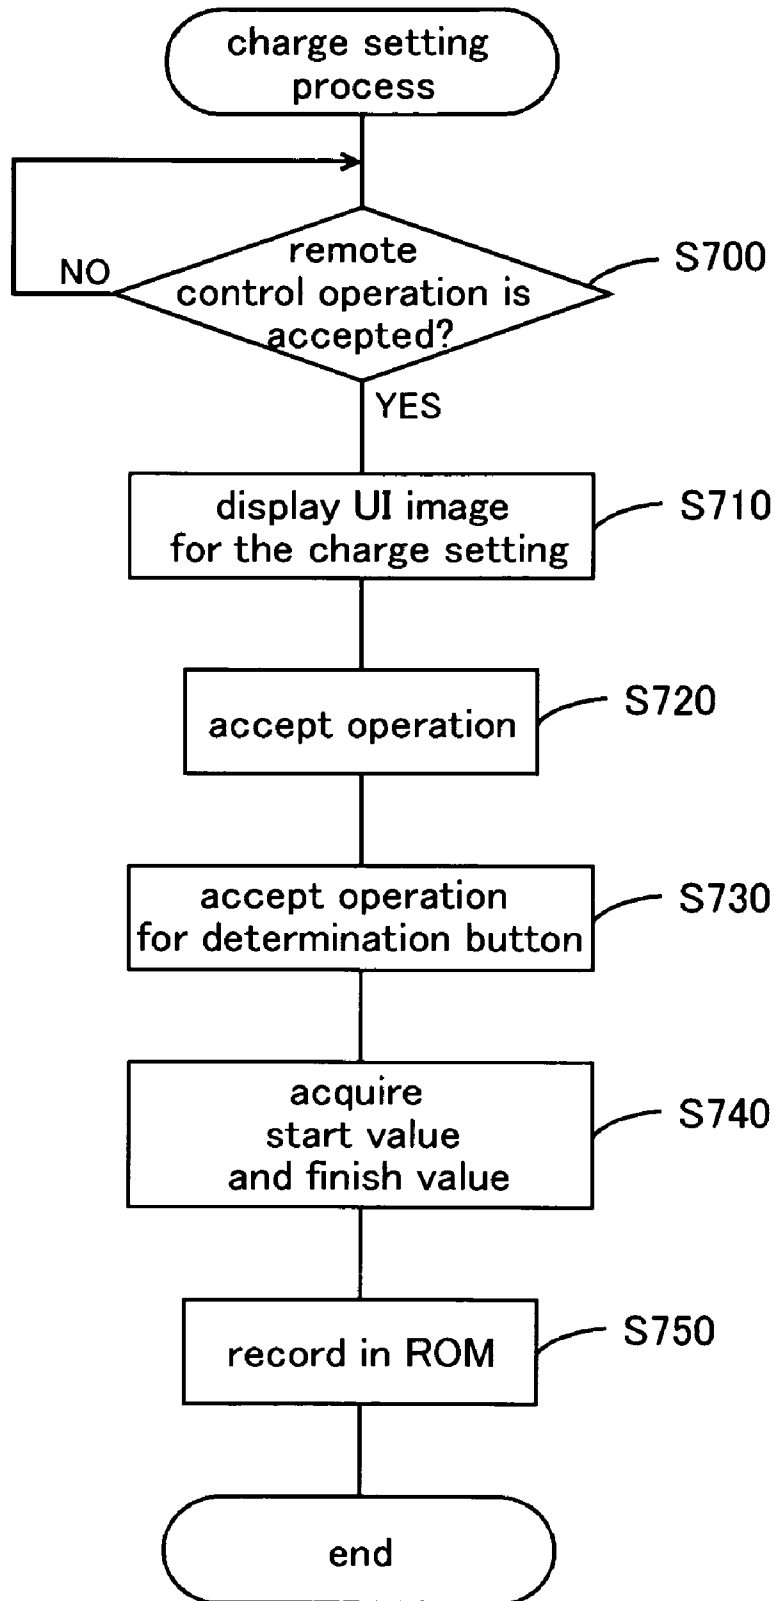 charge setting
process
remote
control operation is
accepted?
S700
NO
YES
display UI image
for the charge setting
S710
accept operation
S720
accept operation
for determination button
S730
acquire
start value
and finish value
S740
record in ROM
S750
end